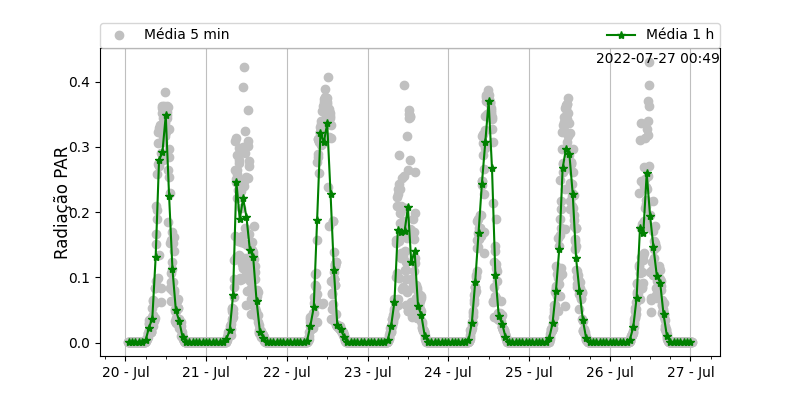 Média 5 min
Média 1 h
2022-07-27 00:49
Radiação PAR
0.4
0.3
0.2
0.1
0.0
20 - Jul
21 - Jul
22 - Jul
23 - Jul
24 - Jul
25 - Jul
26 - Jul
27 - Jul